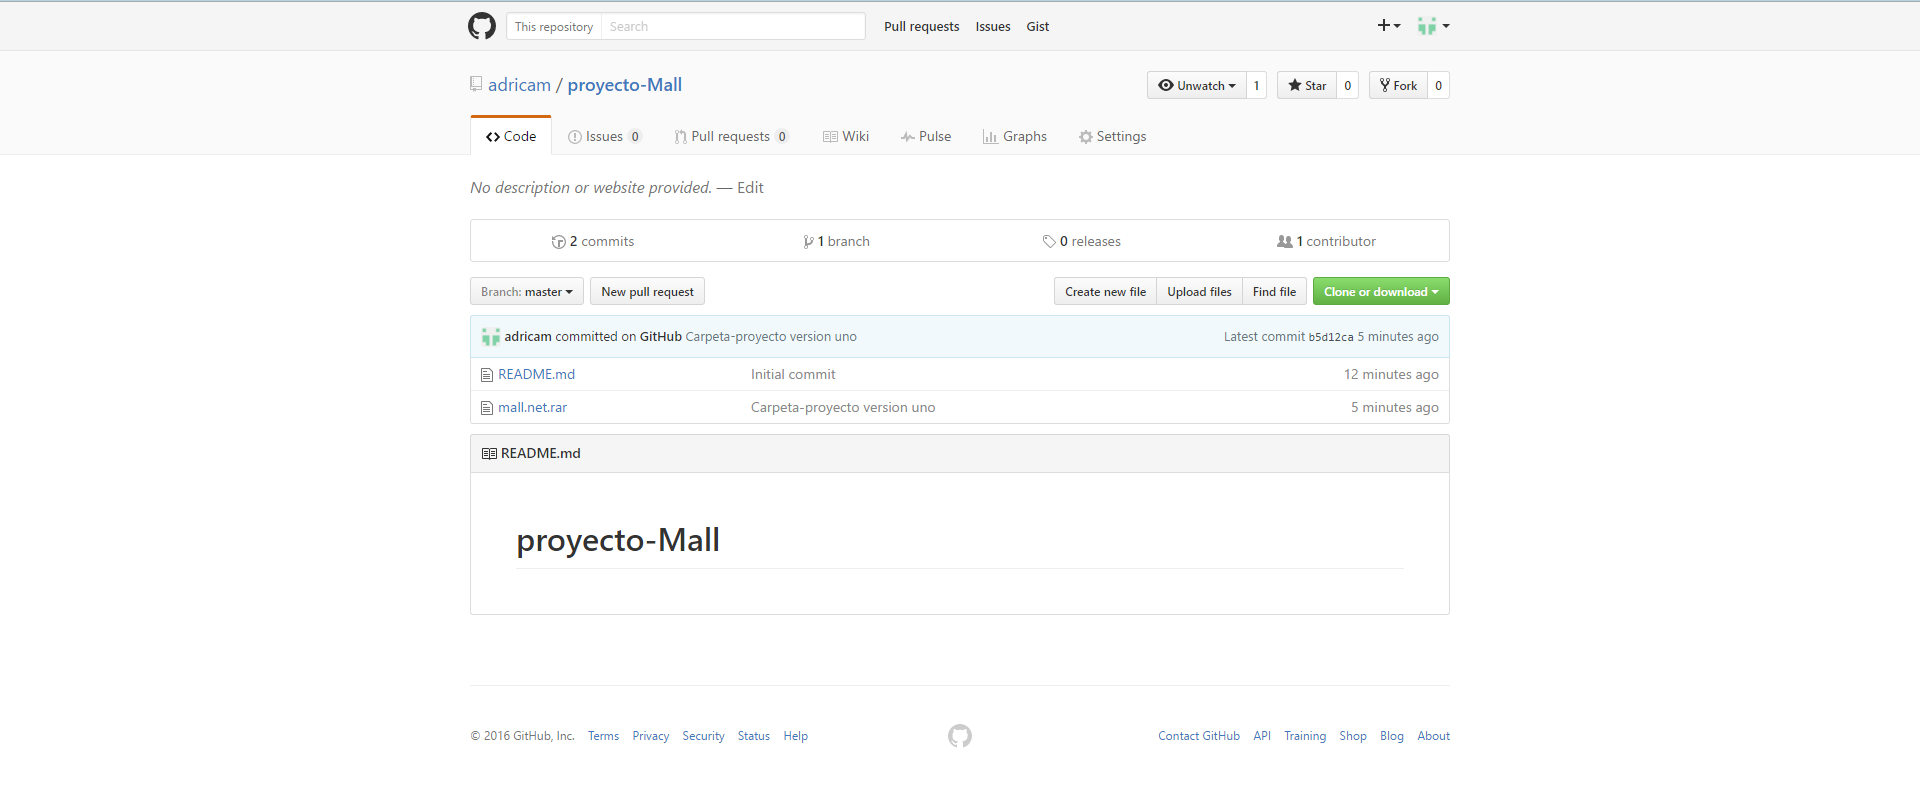 This repository Search Pull requests Issues Gist
adricam / proyecto-Mall Unwatch 1 Star 0 Fork 0
Code Issues 0 Pull requests 0 Wiki Pulse Graphs Settings
No description or website provided. — Edit
2 commits 1 branch 0 releases 1 contributor
Branch: master New pull request Create new file Upload files Find file Clone or download
adricam committed on GitHub Carpeta-proyecto version uno Latest commit b5d12ca 5 minutes ago
README.md Initial commit 12 minutes ago
mall.net.rar Carpeta-proyecto version uno 5 minutes ago
README.md
proyecto-Mall
© 2016 GitHub, Inc. Terms Privacy Security Status Help Contact GitHub API Training Shop Blog About